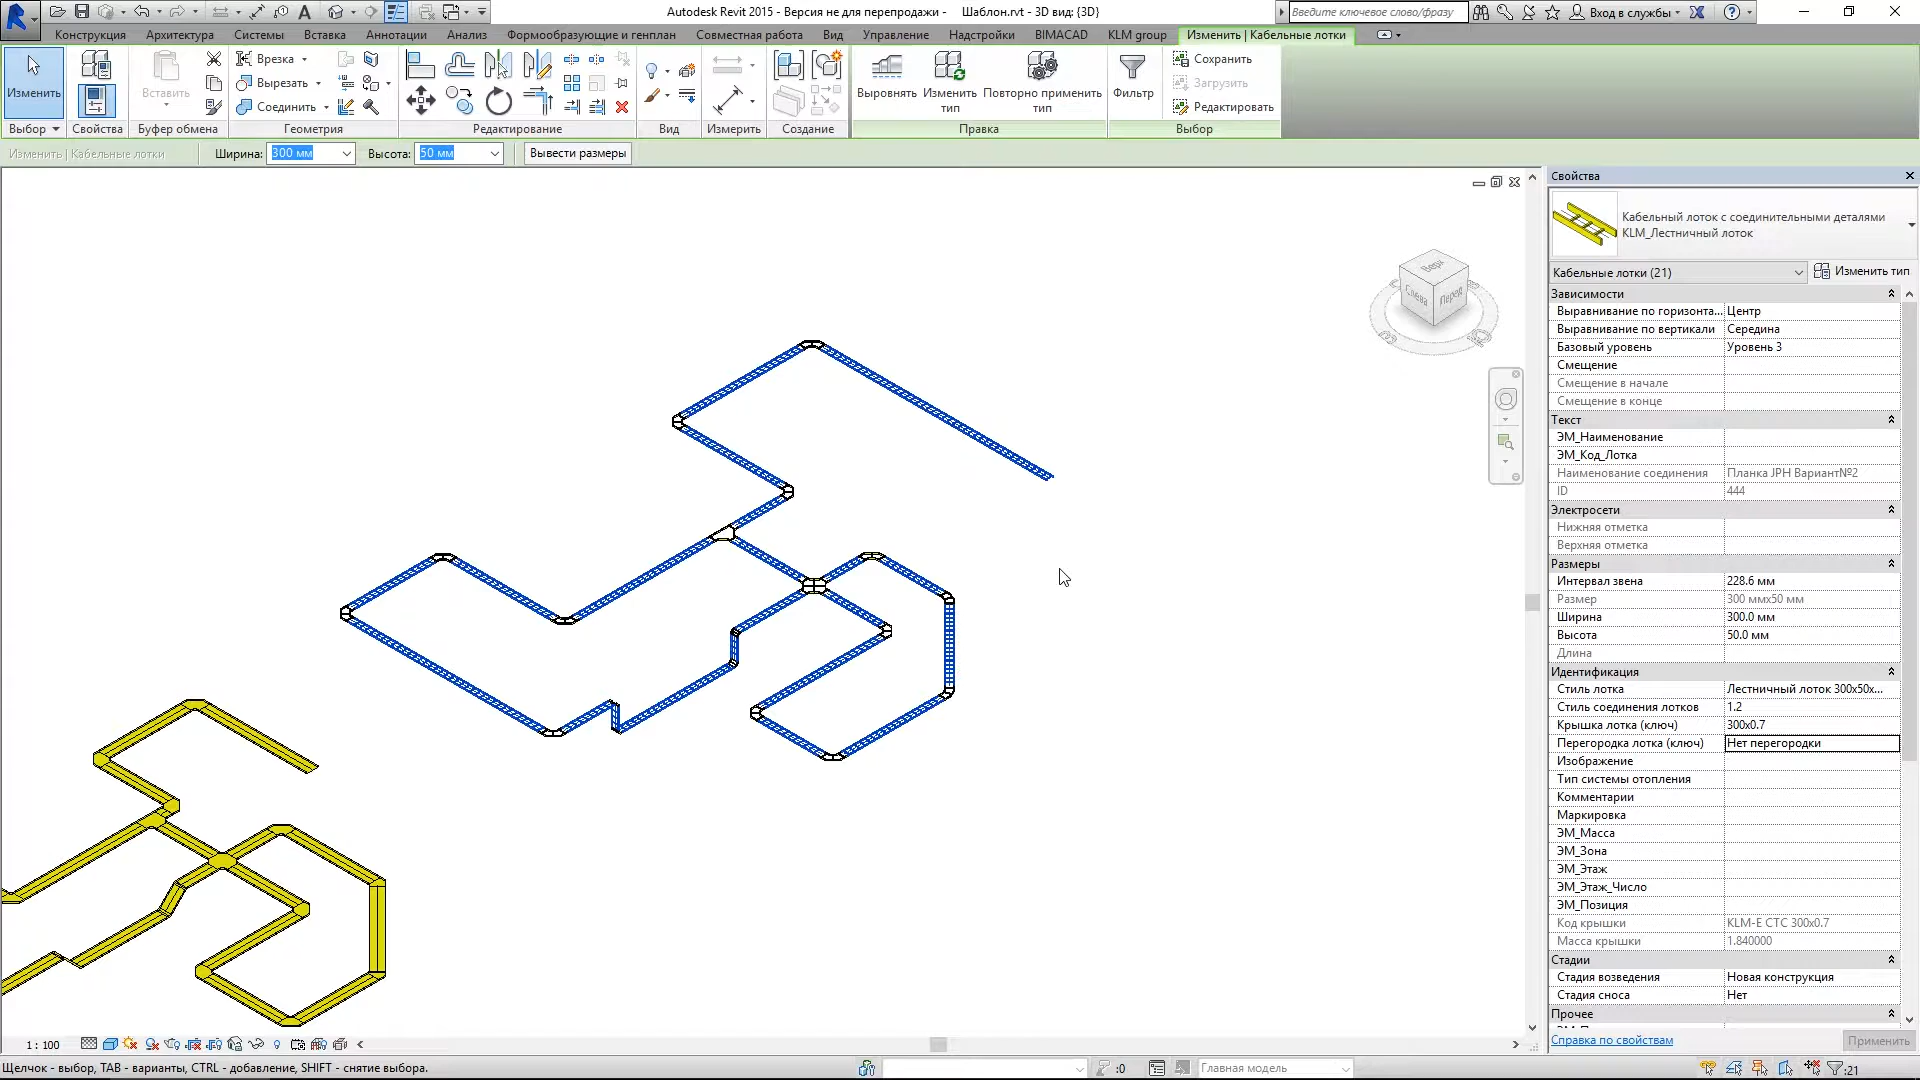 Autodesk Revit 2015 - Версия не для перепродажи - Шаблон.rvt - 3D вид: {3D}
Введите ключевое слово/фразу
Вход в службы
Конструкция Архитектура Системы Вставка Аннотации Анализ Формообразующие и генплан Совместная работа Вид Управление Надстройки BIMACAD KLM group Изменить | Кабельные лотки
Изменить
Вставить
Врезка
Вырезать
Соединить
Выровнять
Изменить тип
Повторно применить тип
Фильтр
Сохранить
Загрузить
Редактировать
Выбор Свойства Буфер обмена Геометрия Редактирование Вид Измерить Создание Правка Выбор
Изменить | Кабельные лотки Ширина: 300 мм Высота: 50 мм Вывести размеры
Верх
Слева
Перед
Свойства
Кабельный лоток с соединительными деталями
KLM_Лестничный лоток
Кабельные лотки (21) Изменить тип
Зависимости
Выравнивание по горизонта... Центр
Выравнивание по вертикали Середина
Базовый уровень Уровень 3
Смещение
Смещение в начале
Смещение в конце
Текст
ЭМ_Наименование
ЭМ_Код_Лотка
Наименование соединения Планка JPH Вариант№2
ID 444
Электросети
Нижняя отметка
Верхняя отметка
Размеры
Интервал звена 228.6 мм
Размер 300 ммx50 мм
Ширина 300.0 мм
Высота 50.0 мм
Длина
Идентификация
Стиль лотка Лестничный лоток 300x50x...
Стиль соединения лотков 1.2
Крышка лотка (ключ) 300x0.7
Перегородка лотка (ключ) Нет перегородки
Изображение
Тип системы отопления
Комментарии
Маркировка
ЭМ_Масса
ЭМ_Зона
ЭМ_Этаж
ЭМ_Этаж_Число
ЭМ_Позиция
Код крышки KLM-E CTC 300x0.7
Масса крышки 1.840000
Стадии
Стадия возведения Новая конструкция
Стадия сноса Нет
Прочее
Справка по свойствам Применить
1 : 100
Щелчок - выбор, TAB - варианты, CTRL - добавление, SHIFT - снятие выбора.
:0
Главная модель
:21